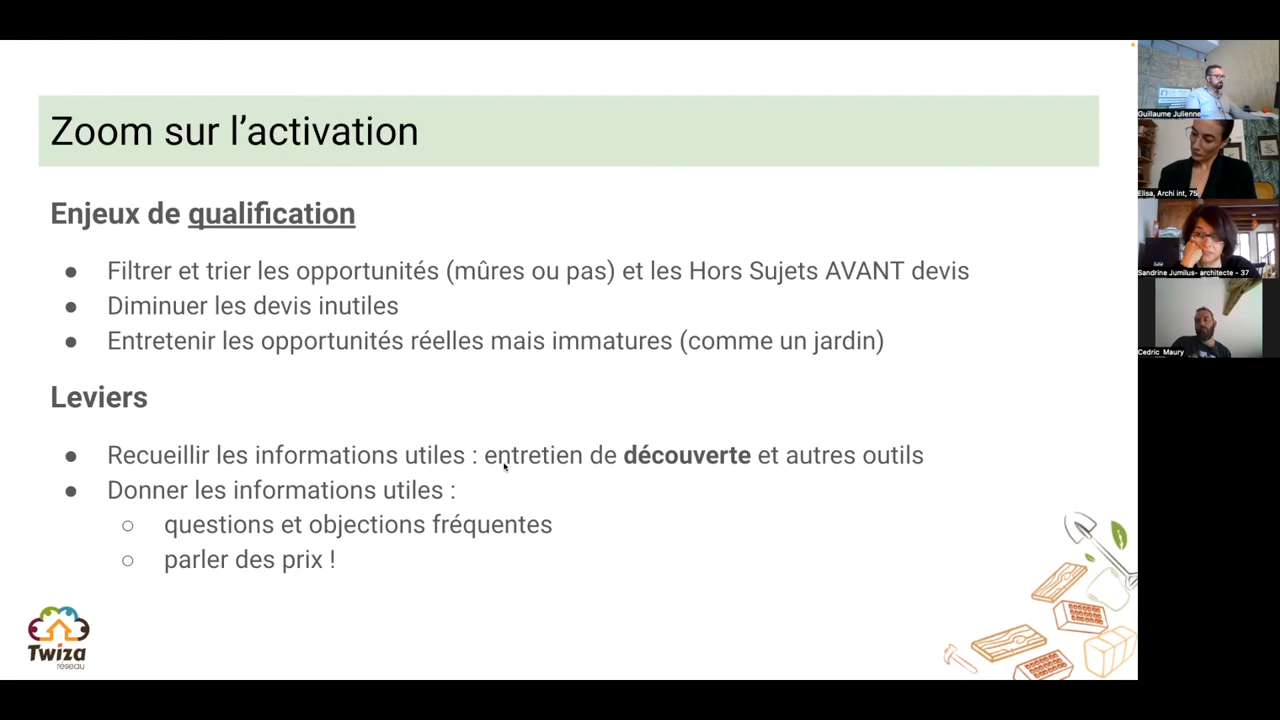 Zoom sur l’activation
Enjeux de qualification
● Filtrer et trier les opportunités (mûres ou pas) et les Hors Sujets AVANT devis
● Diminuer les devis inutiles
● Entretenir les opportunités réelles mais immatures (comme un jardin)
Leviers
● Recueillir les informations utiles : entretien de découverte et autres outils
● Donner les informations utiles :
○ questions et objections fréquentes
○ parler des prix !
Twiza
réseau
Guillaume Julienne
Elisa, Archi int, 75
Sandrine Jumilus- architecte - 37
Cedric Maury